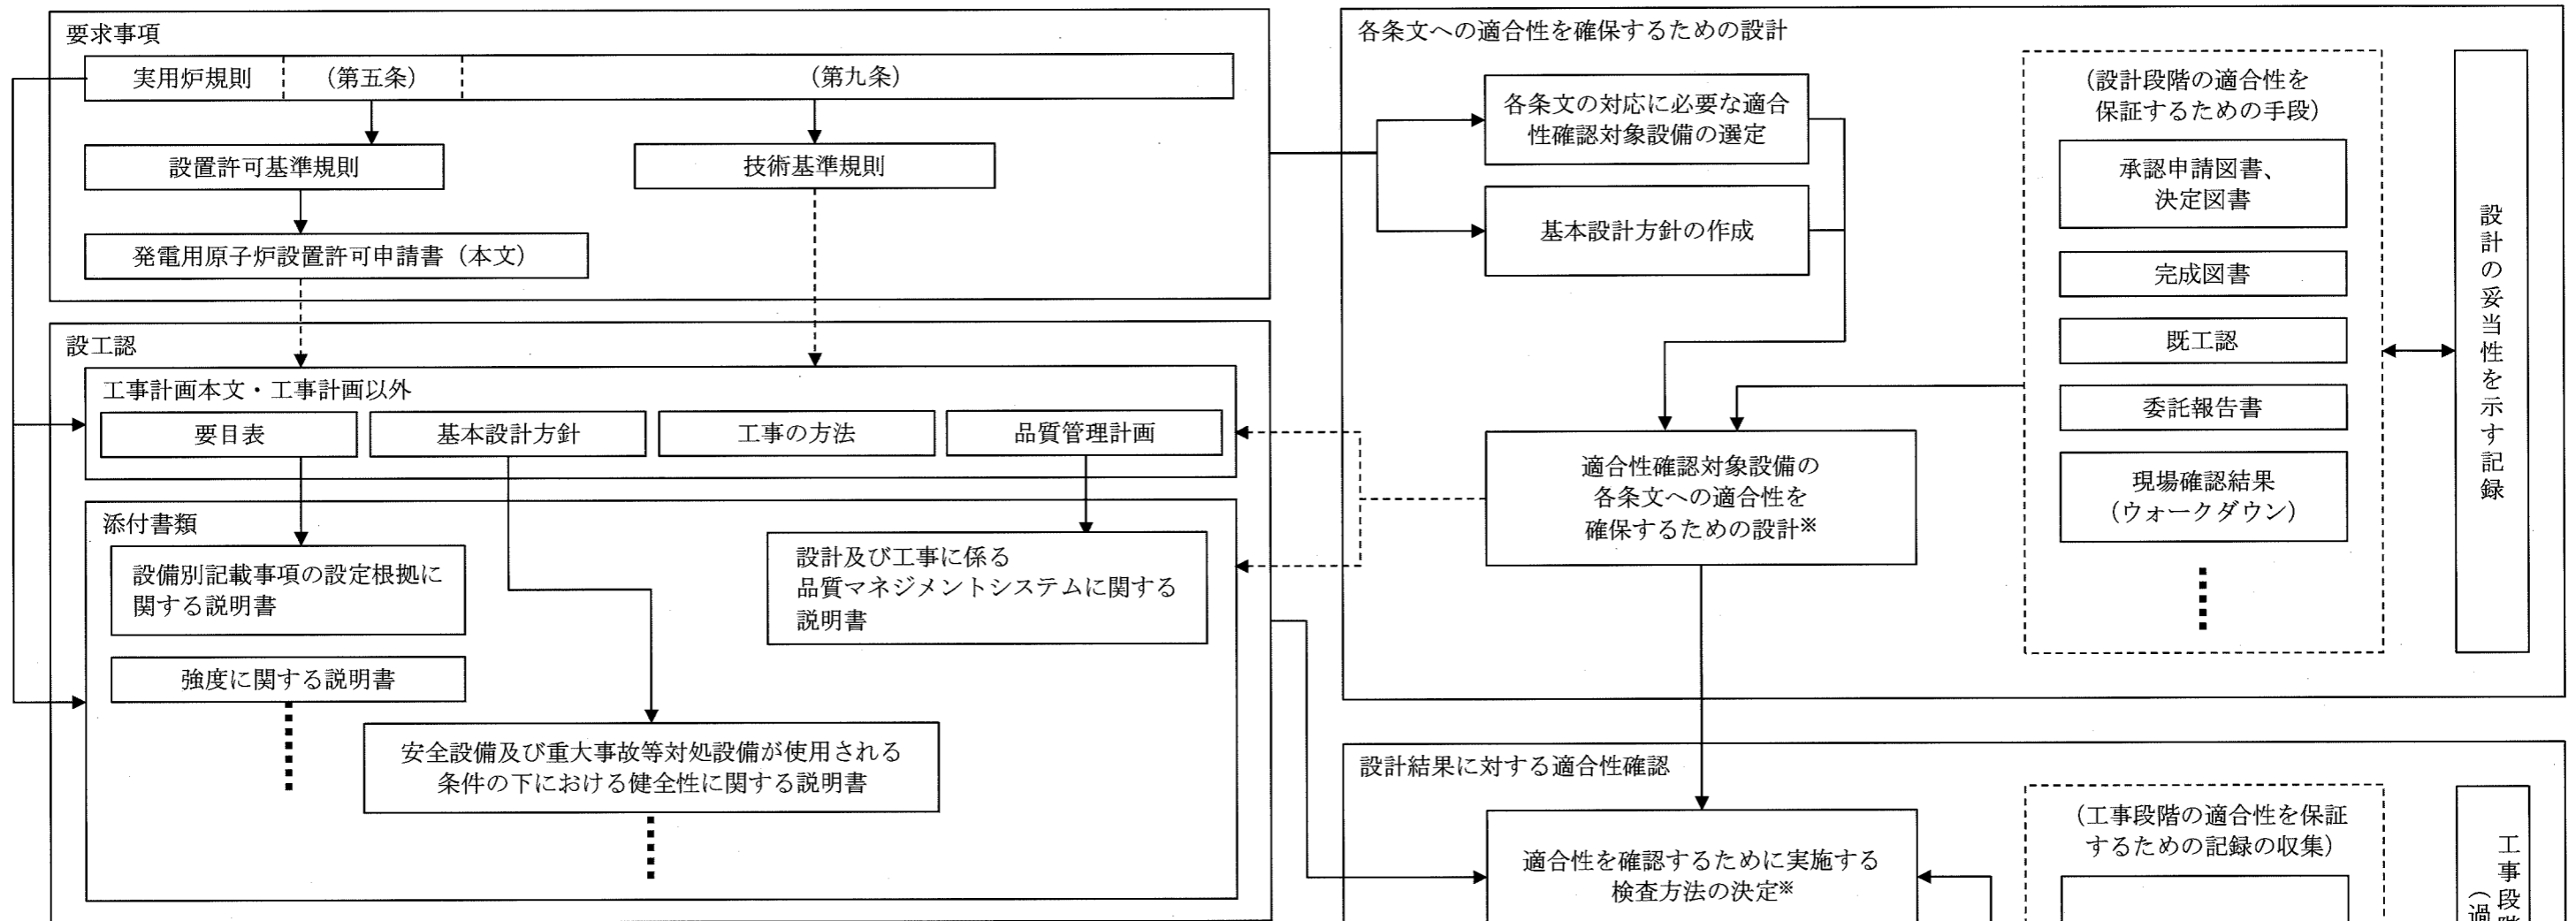 要求事項
実用炉規則
（第五条）
（第九条）
設置許可基準規則
技術基準規則
発電用原子炉設置許可申請書（本文）
設工認
工事計画本文・工事計画以外
要目表
基本設計方針
工事の方法
品質管理計画
添付書類
設備別記載事項の設定根拠に
関する説明書
設計及び工事に係る
品質マネジメントシステムに関する
説明書
強度に関する説明書
安全設備及び重大事故等対処設備が使用される
条件の下における健全性に関する説明書
各条文への適合性を確保するための設計
各条文の対応に必要な適合
性確認対象設備の選定
基本設計方針の作成
適合性確認対象設備の
各条文への適合性を
確保するための設計※
（設計段階の適合性を
保証するための手段）
承認申請図書、
決定図書
完成図書
既工認
委託報告書
現場確認結果
（ウォークダウン）
設計の妥当性を示す記録
設計結果に対する適合性確認
適合性を確認するために実施する
検査方法の決定※
（工事段階の適合性を保証
するための記録の収集）
工事段
（過